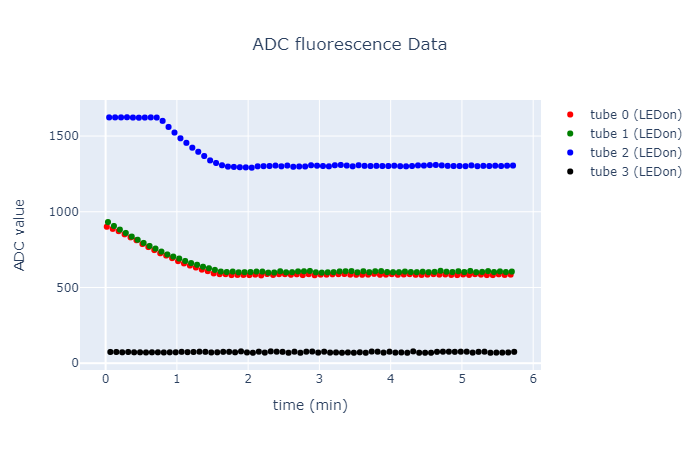 ADC fluorescence Data
tube 0 (LEDon)
tube 1 (LEDon)
tube 2 (LEDon)
tube 3 (LEDon)
ADC value
1500
1000
500
0
0 1 2 3 4 5 6
time (min)